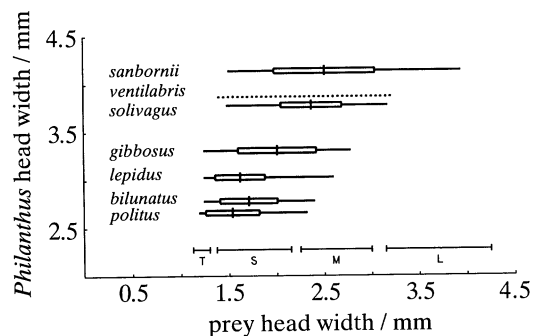 4.5
sanbornii
ventilabris
solivagus
3.5
gibbosus
lepidus
bilunatus
politus
2.5
T S M L
0.5 1.5 2.5 3.5 4.5
prey head width / mm
Philanthus head width / mm